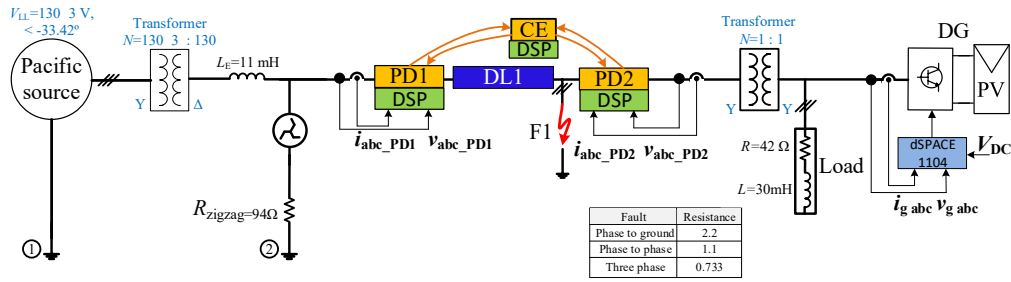 V_LL=130 3 V,
< -33.42º
Pacific
source
Transformer
N=130 3 : 130
Y
Δ
L_E=11 mH
R_zigzag=94Ω
1
2
CE
DSP
PD1
DSP
DL1
PD2
DSP
i_abc_PD1 v_abc_PD1
F1
i_abc_PD2 v_abc_PD2
Transformer
N=1 : 1
Y
Y
R=42 Ω
L=30mH
Load
DG
PV
dSPACE
1104
V_DC
i_g abc v_g abc
Fault Resistance
Phase to ground 2.2
Phase to phase 1.1
Three phase 0.733